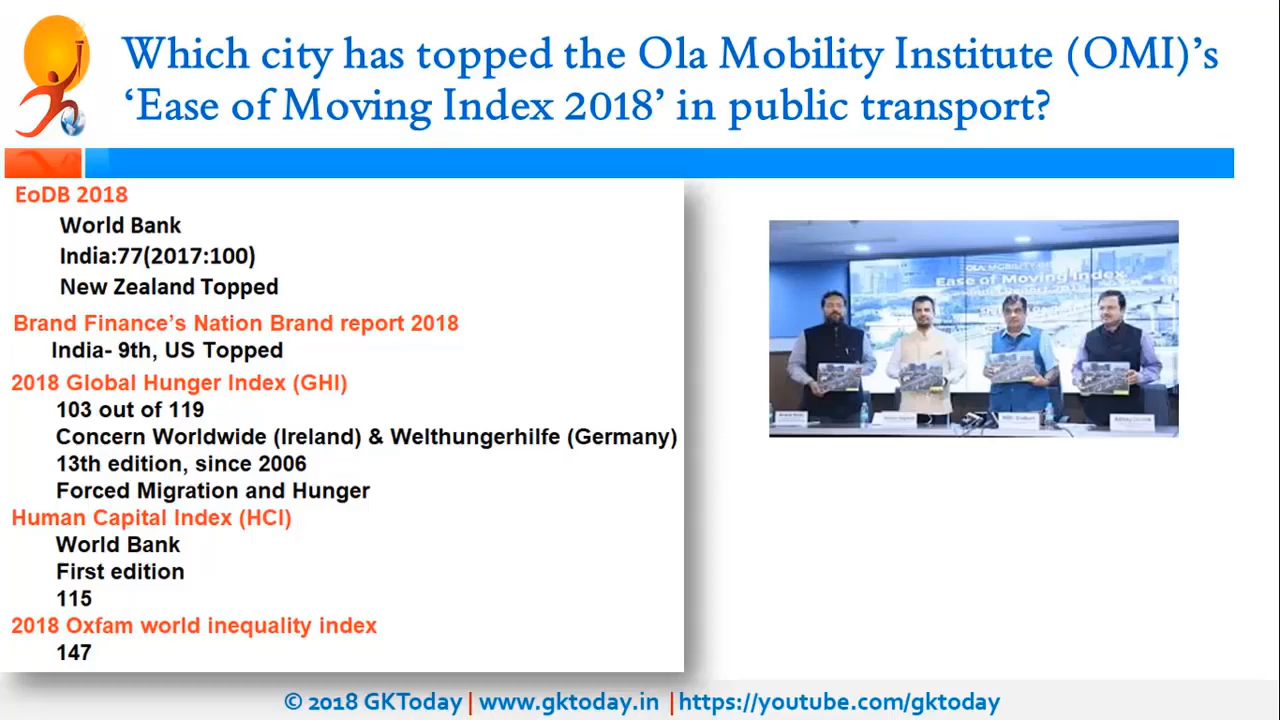 Which city has topped the Ola Mobility Institute (OMI)’s
‘Ease of Moving Index 2018’ in public transport?
EoDB 2018
World Bank
India:77(2017:100)
New Zealand Topped
Brand Finance’s Nation Brand report 2018
India- 9th, US Topped
2018 Global Hunger Index (GHI)
103 out of 119
Concern Worldwide (Ireland) & Welthungerhilfe (Germany)
13th edition, since 2006
Forced Migration and Hunger
Human Capital Index (HCI)
World Bank
First edition
115
2018 Oxfam world inequality index
147
OLA MOBILITY
Ease of Moving Index
© 2018 GKToday | www.gktoday.in | https://youtube.com/gktoday